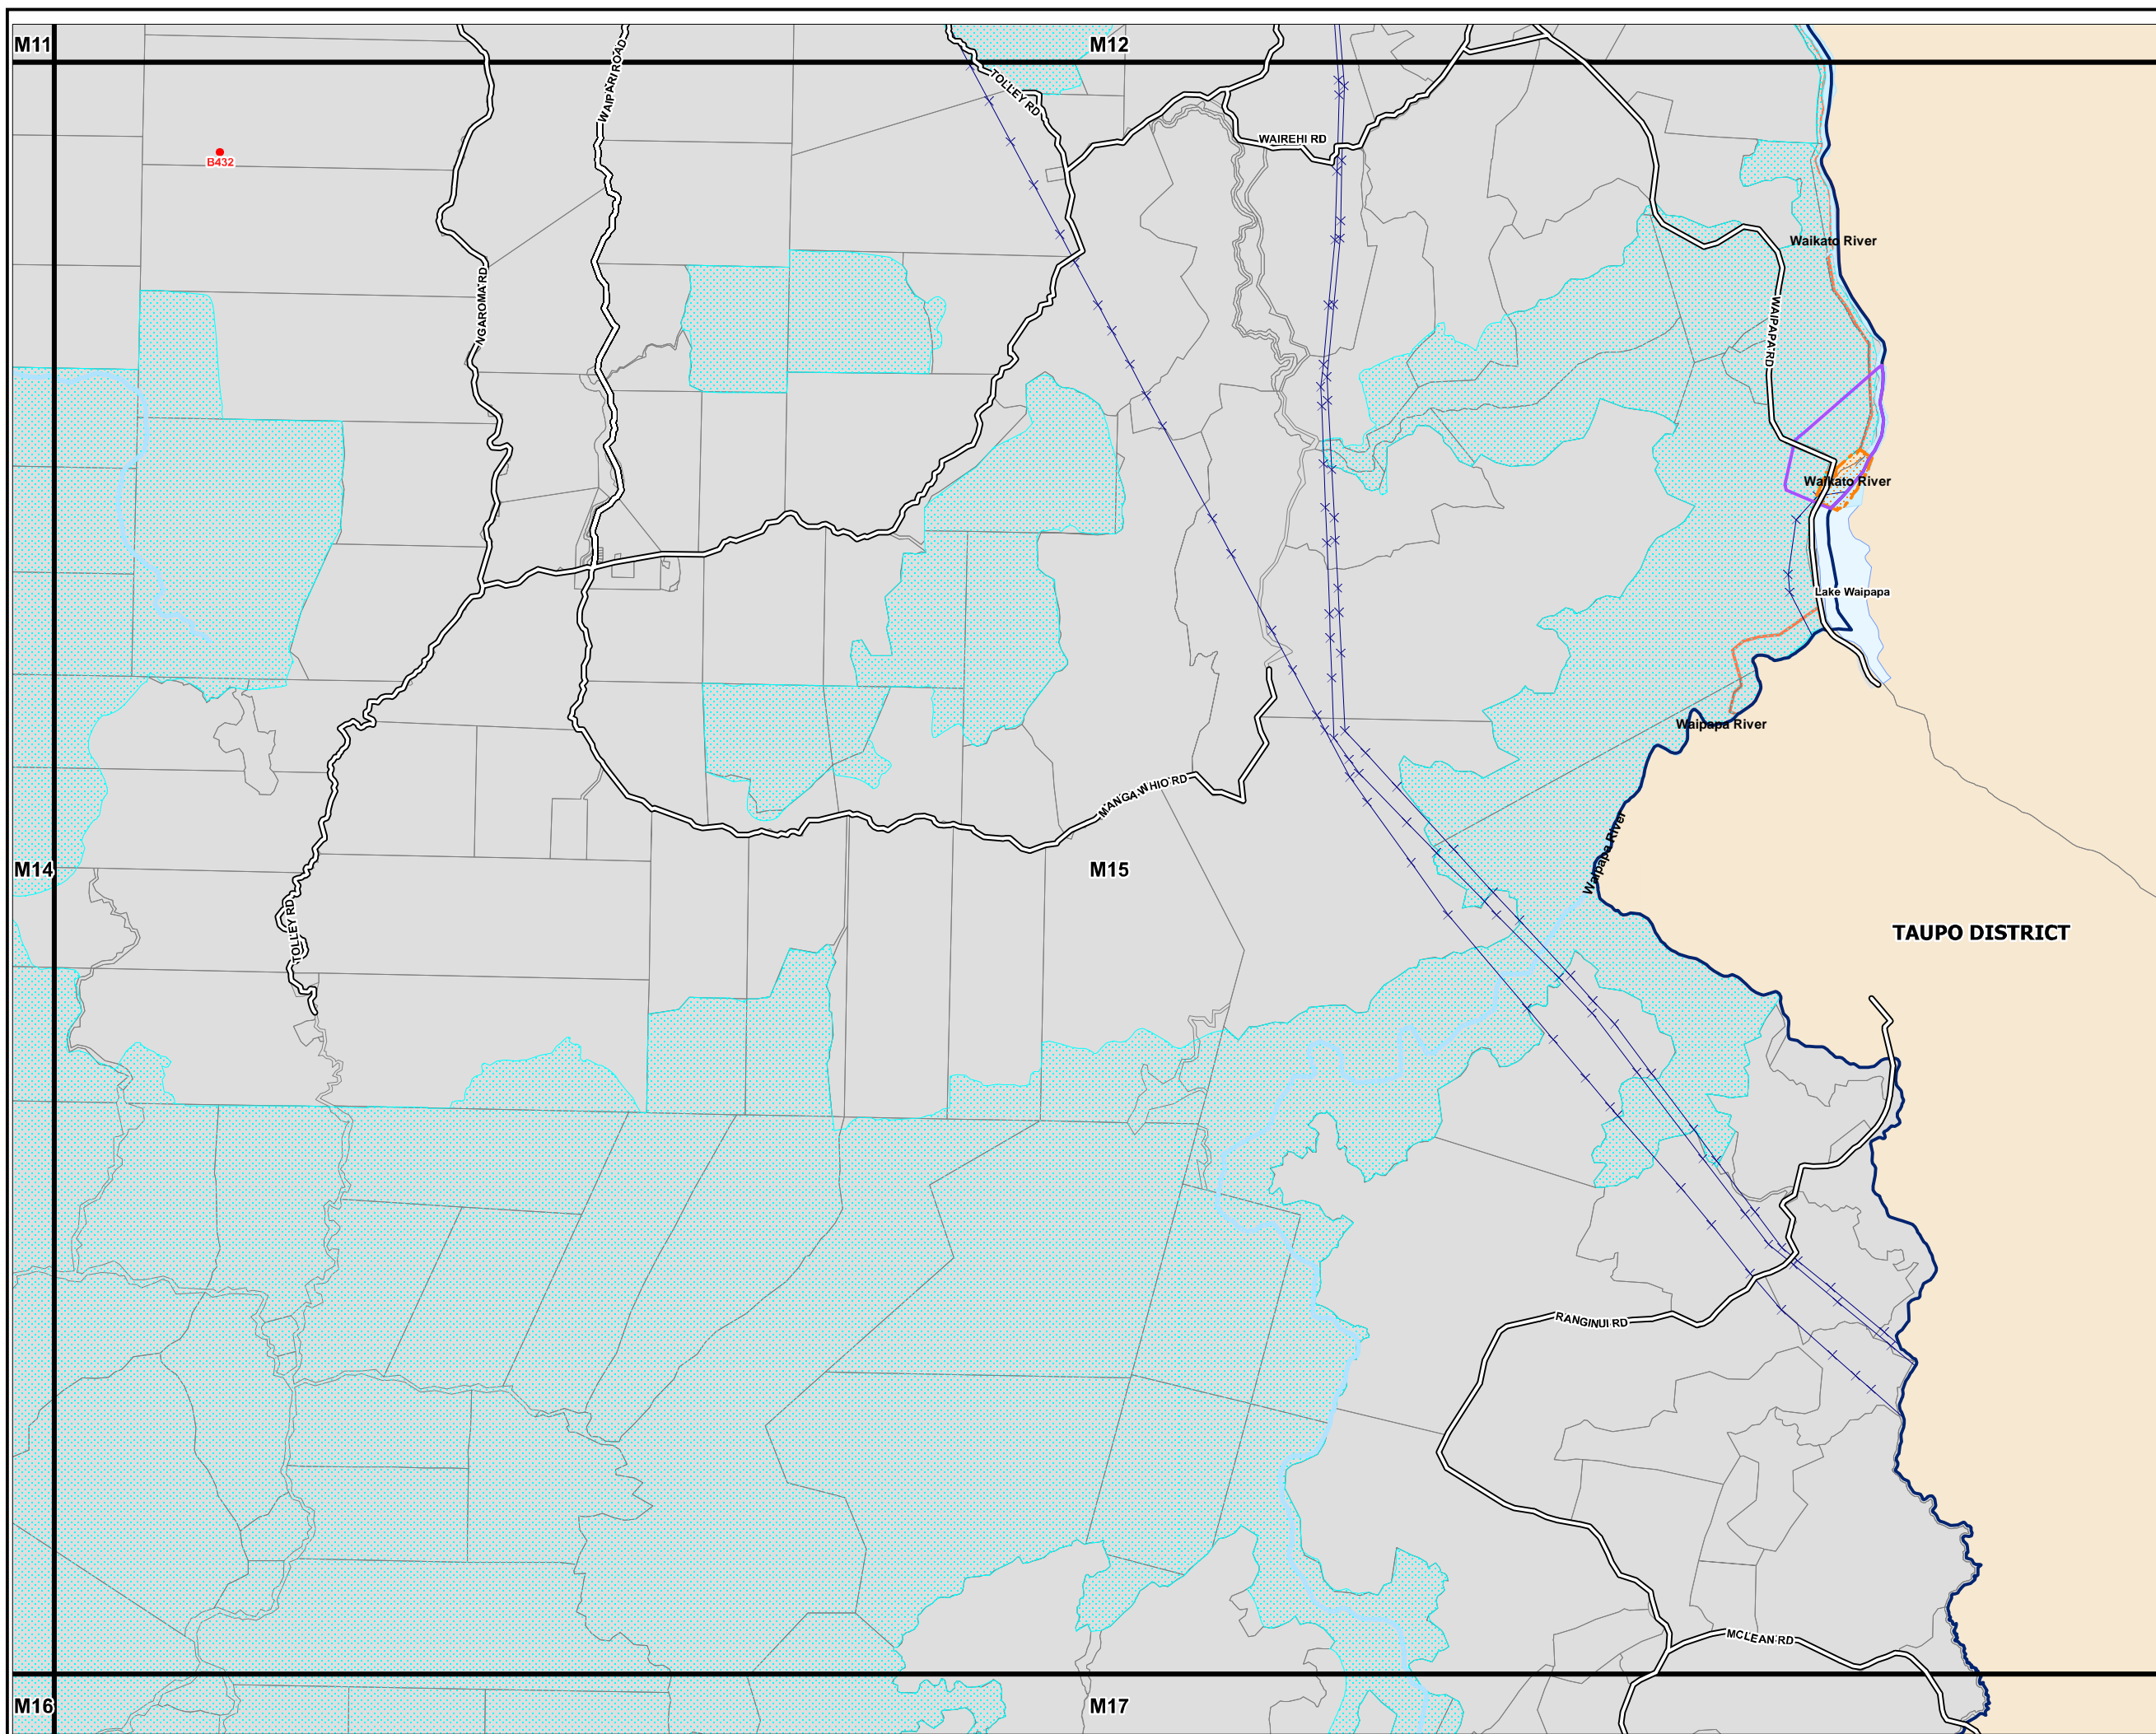 M11
M12
WAIPARI ROAD
TOLLEY RD
WAIREHI RD
B432
Waikato River
NGAROMA RD
WAIPAPA RD
Waikato River
Lake Waipapa
Waipapa River
MANGAWHIO RD
Waipapa River
M14
M15
TOLLEY RD
TAUPO DISTRICT
RANGINUI RD
MCLEAN RD
M16
M17